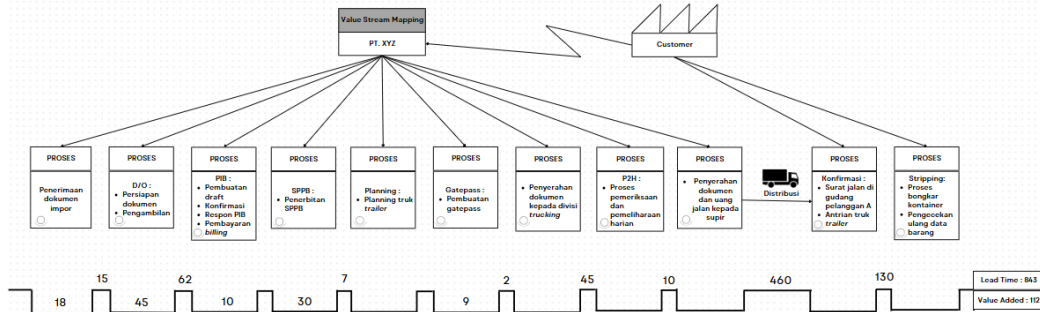 Value Stream Mapping
PT. XYZ
Customer
PROSES
Penerimaan
dokumen
impor
PROSES
D/O :
• Persiapan
dokumen
• Pengambilan
PROSES
PIB :
• Pembuatan
draft
• Konfirmasi
• Respon PIB
• Pembayaran
billing
PROSES
SPPB :
• Penerbitan
SPPB
PROSES
Planning :
• Planning truk
trailer
PROSES
Gatepass :
• Pembuatan
gatepass
PROSES
• Penyerahan
dokumen
kepada divisi
trucking
PROSES
P2H :
• Proses
pemeriksaan
dan
pemeliharaan
harian
PROSES
• Penyerahan
dokumen
dan uang
jalan kepada
supir
Distribusi
PROSES
Konfirmasi :
• Surat jalan di
gudang
pelanggan A
• Antrian truk
trailer
PROSES
Stripping:
• Proses
bongkar
kontainer
• Pengecekan
ulang data
barang
15 62 7 2 45 10 460 130
18 45 10 30 9
Lead Time : 843
Value Added : 112